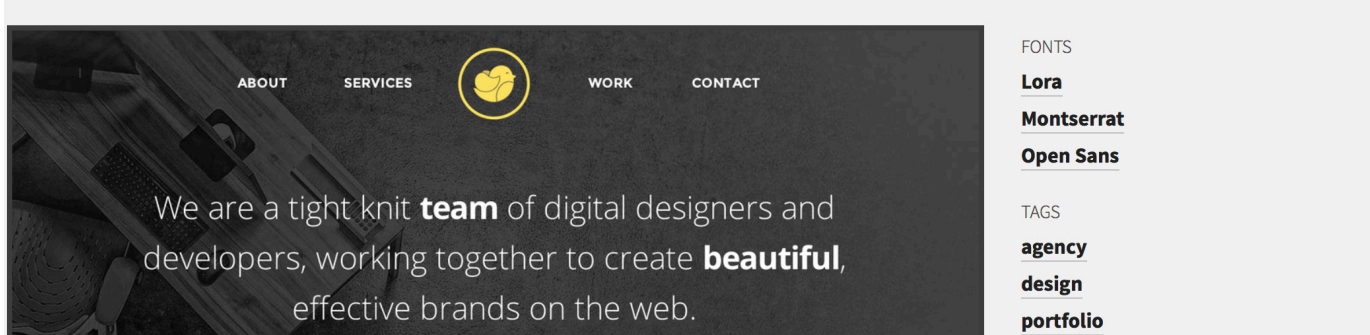 ABOUT SERVICES WORK CONTACT
We are a tight knit team of digital designers and
developers, working together to create beautiful,
effective brands on the web.
FONTS
Lora
Montserrat
Open Sans
TAGS
agency
design
portfolio